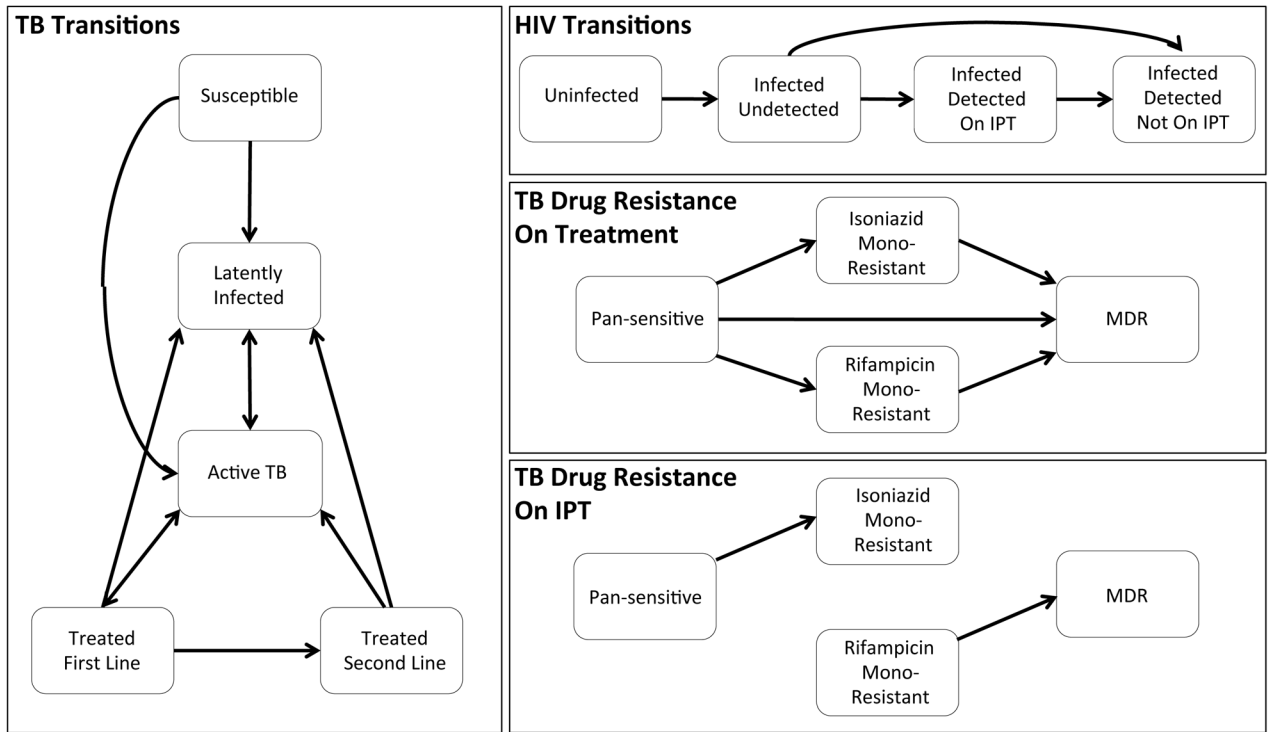 TB Transitions
Susceptible
Latently
Infected
Active TB
Treated
First Line
Treated
Second Line
HIV Transitions
Uninfected
Infected
Undetected
Infected
Detected
On IPT
Infected
Detected
Not On IPT
TB Drug Resistance
On Treatment
Pan-sensitive
Isoniazid
Mono-
Resistant
Rifampicin
Mono-
Resistant
MDR
TB Drug Resistance
On IPT
Pan-sensitive
Isoniazid
Mono-
Resistant
Rifampicin
Mono-
Resistant
MDR